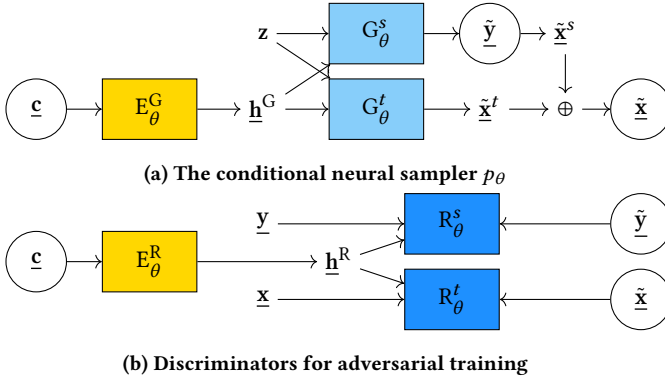 z G^s_θ ỹ x̃^s
c E^G_θ h^G G^t_θ x̃^t ⊕ x̃
(a) The conditional neural sampler p_θ
y R^s_θ ỹ
c E^R_θ h^R
x R^t_θ x̃
(b) Discriminators for adversarial training